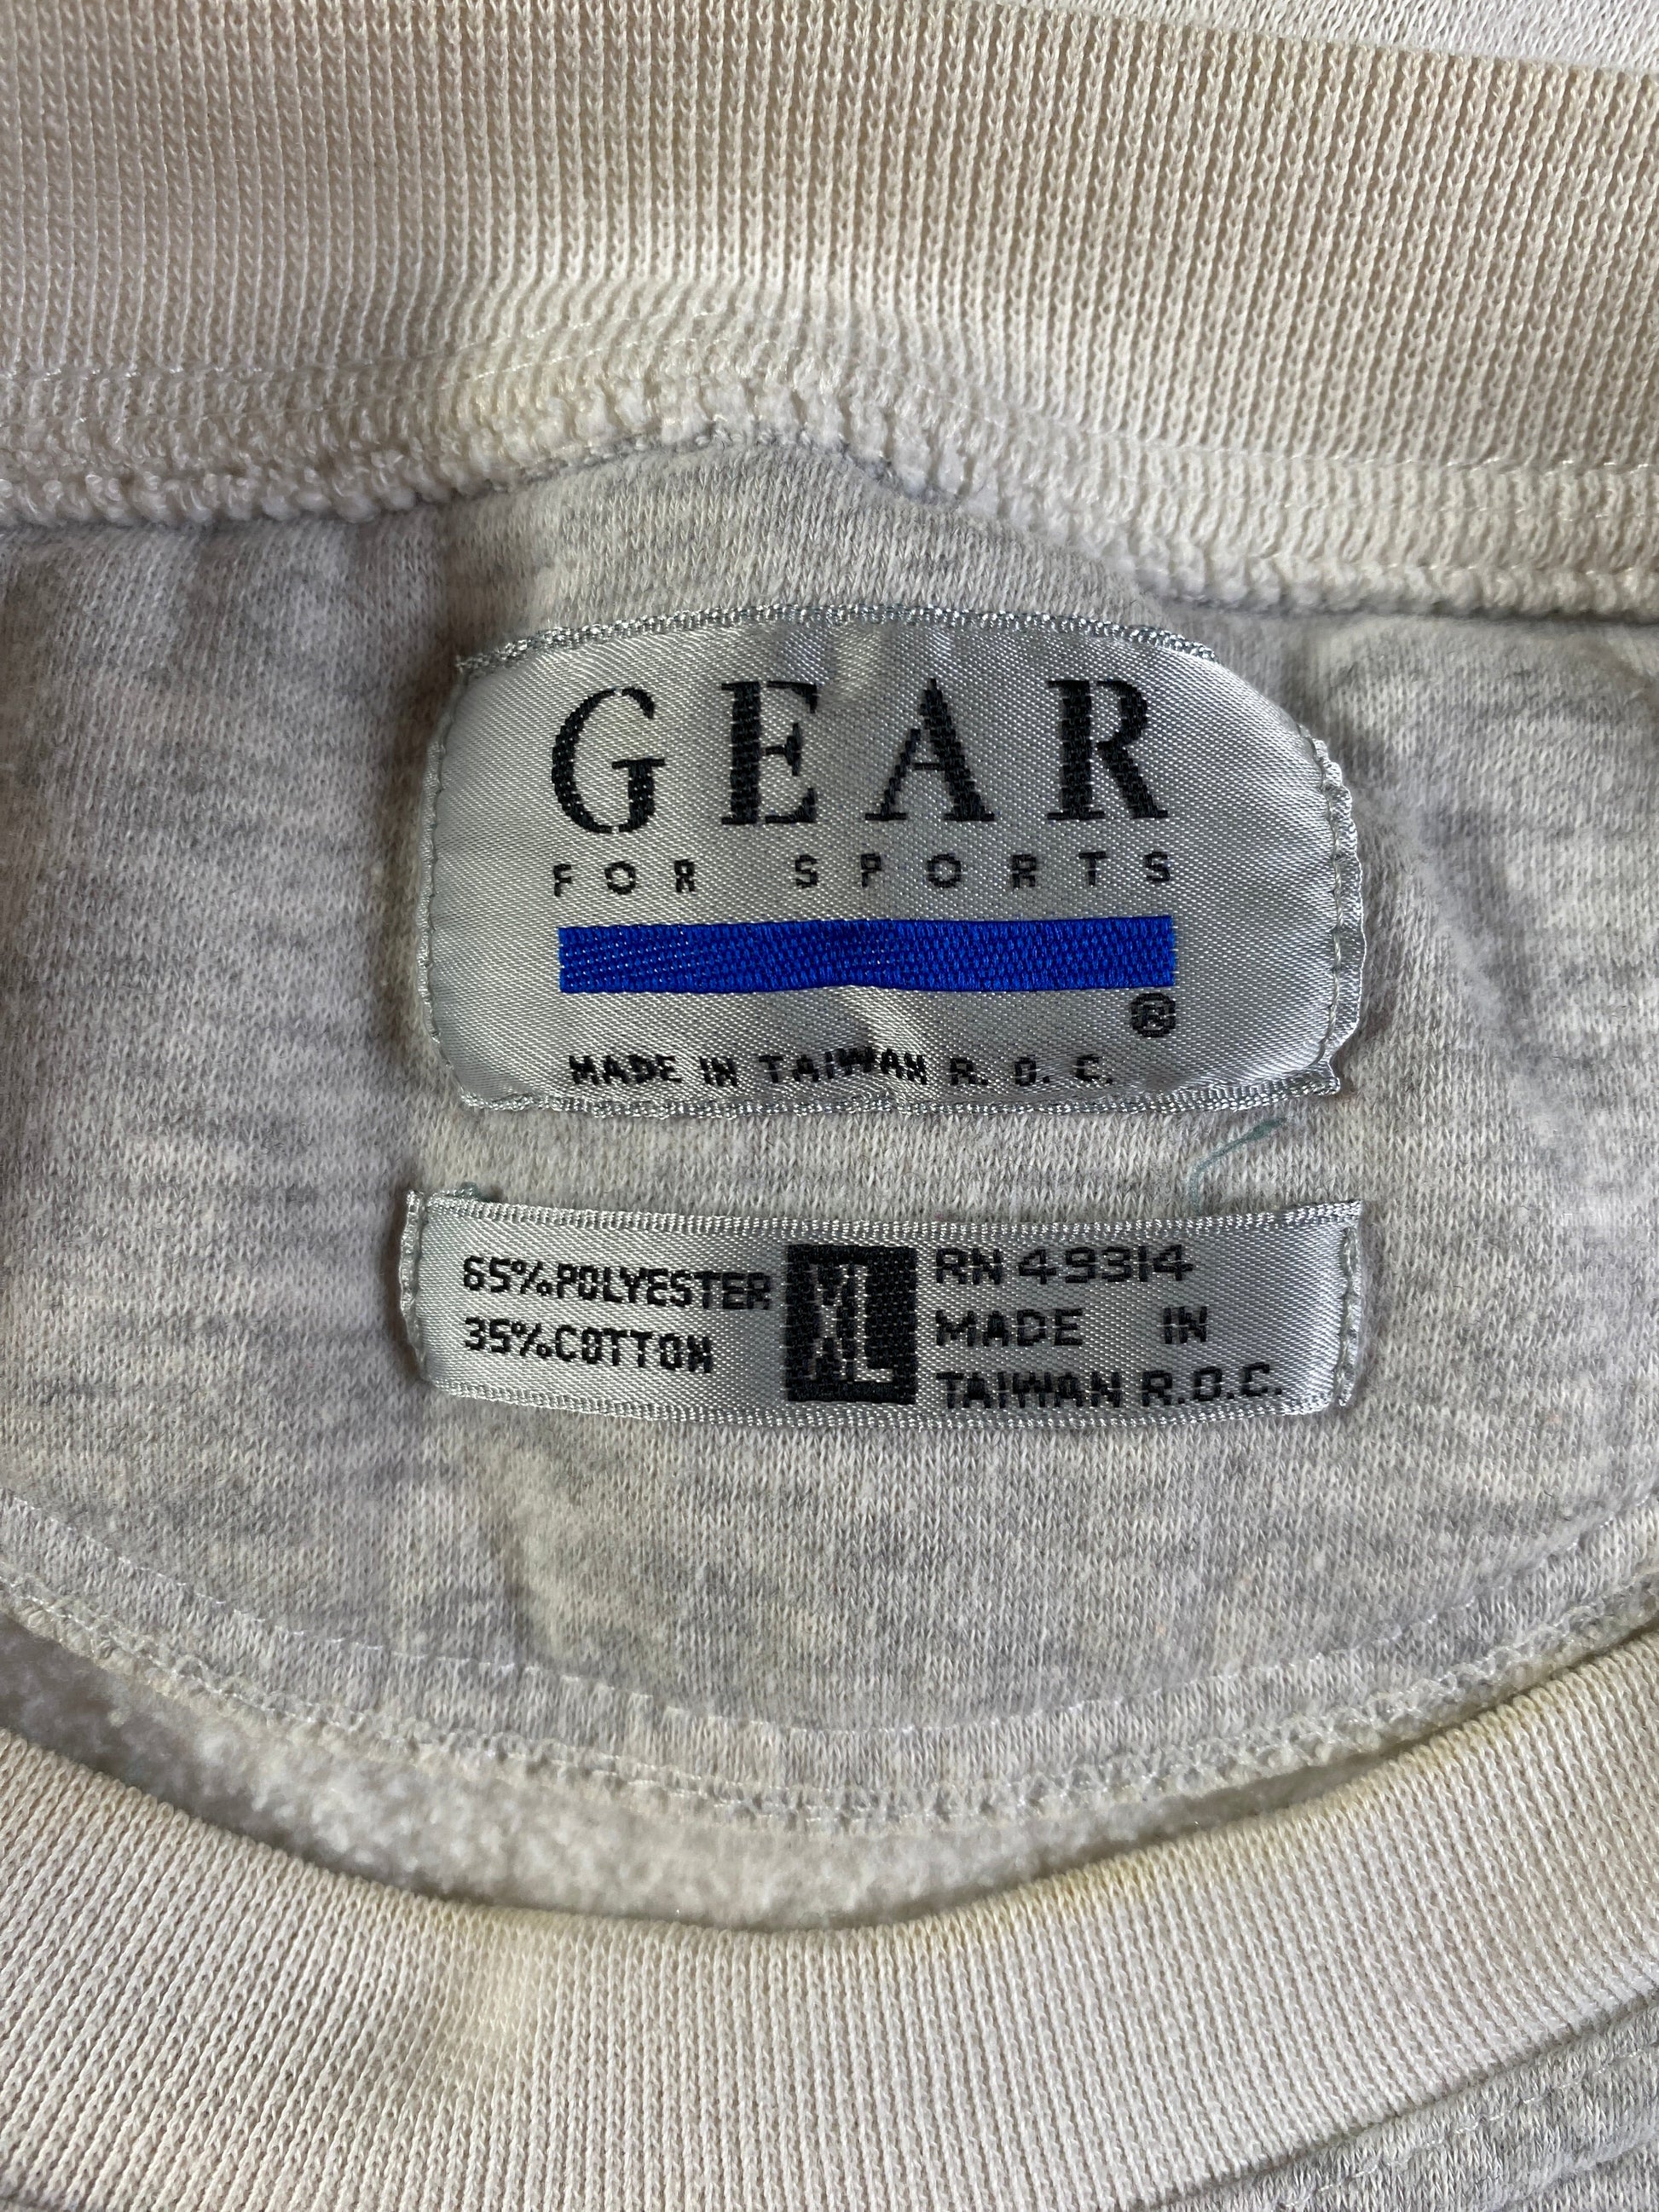 GEAR
FOR SPORTS
®
MADE IN TAIWAN R. O. C.
65%POLYESTER
35%COTTON
XL
RN 49314
MADE IN
TAIWAN R.O.C.